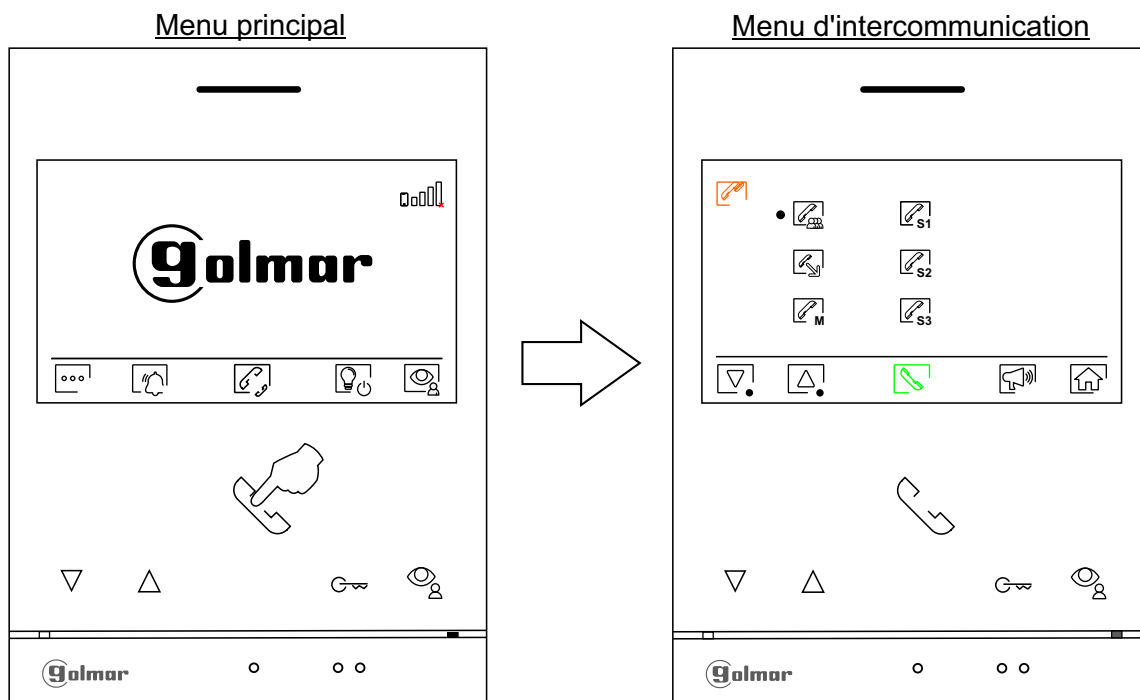 Menu principal
Menu d'intercommunication
golmar
S1
S2
M
S3
golmar
golmar